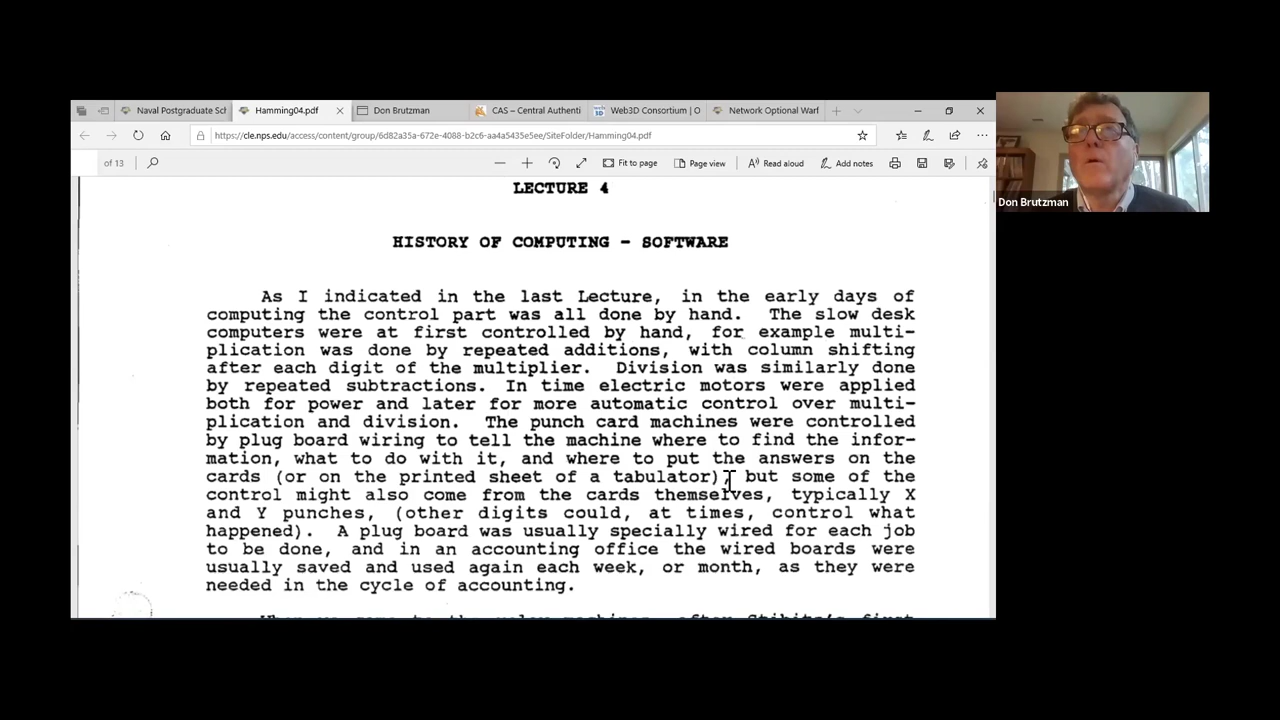 Naval Postgraduate Scl
Hamming04.pdf
Don Brutzman
CAS – Central Authenti
Web3D Consortium | O
Network Optional Warf
https://cle.nps.edu/access/content/group/6d82a35a-672e-4088-b2c6-aa4a5435e5ee/SiteFolder/Hamming04.pdf
of 13
Fit to page
Page view
Read aloud
Add notes
Don Brutzman
LECTURE 4
HISTORY OF COMPUTING - SOFTWARE
As I indicated in the last Lecture, in the early days of
computing the control part was all done by hand. The slow desk
computers were at first controlled by hand, for example multi-
plication was done by repeated additions, with column shifting
after each digit of the multiplier. Division was similarly done
by repeated subtractions. In time electric motors were applied
both for power and later for more automatic control over multi-
plication and division. The punch card machines were controlled
by plug board wiring to tell the machine where to find the infor-
mation, what to do with it, and where to put the answers on the
cards (or on the printed sheet of a tabulator), but some of the
control might also come from the cards themselves, typically X
and Y punches, (other digits could, at times, control what
happened). A plug board was usually specially wired for each job
to be done, and in an accounting office the wired boards were
usually saved and used again each week, or month, as they were
needed in the cycle of accounting.